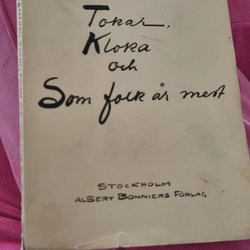 Tokar,
Kloka
och
Som folk är mest
STOCKHOLM
ALBERT BONNIERS FÖRLAG